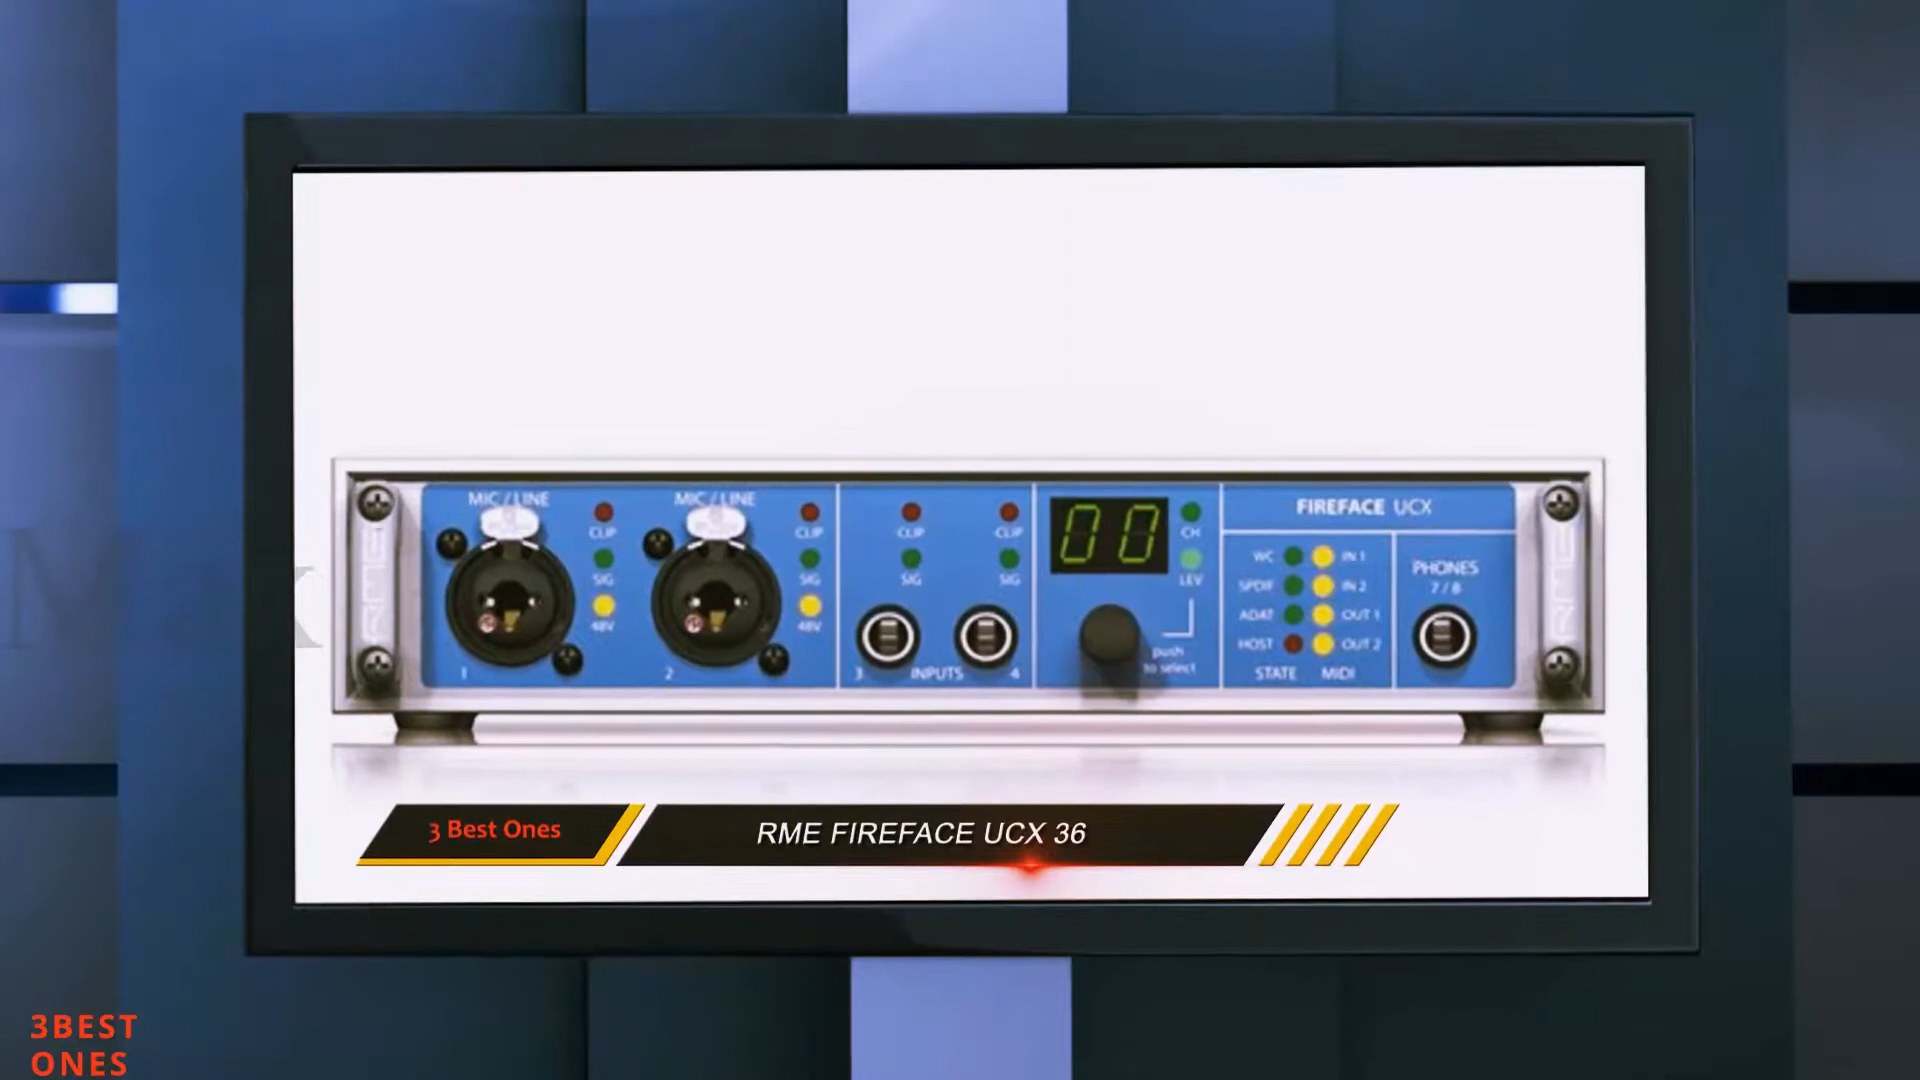 MIC / LINE
MIC / LINE
CLIP
CLIP
CLIP
CLIP
CH
SIG
SIG
SIG
SIG
LEV
48V
48V
1
2
3
INPUTS
4
00
push
to select
FIREFACE UCX
WC
IN 1
SPDIF
IN 2
ADAT
OUT 1
HOST
OUT 2
STATE
MIDI
PHONES
7 / 8
RME
RME
3 Best Ones
RME FIREFACE UCX 36
3BEST
ONES